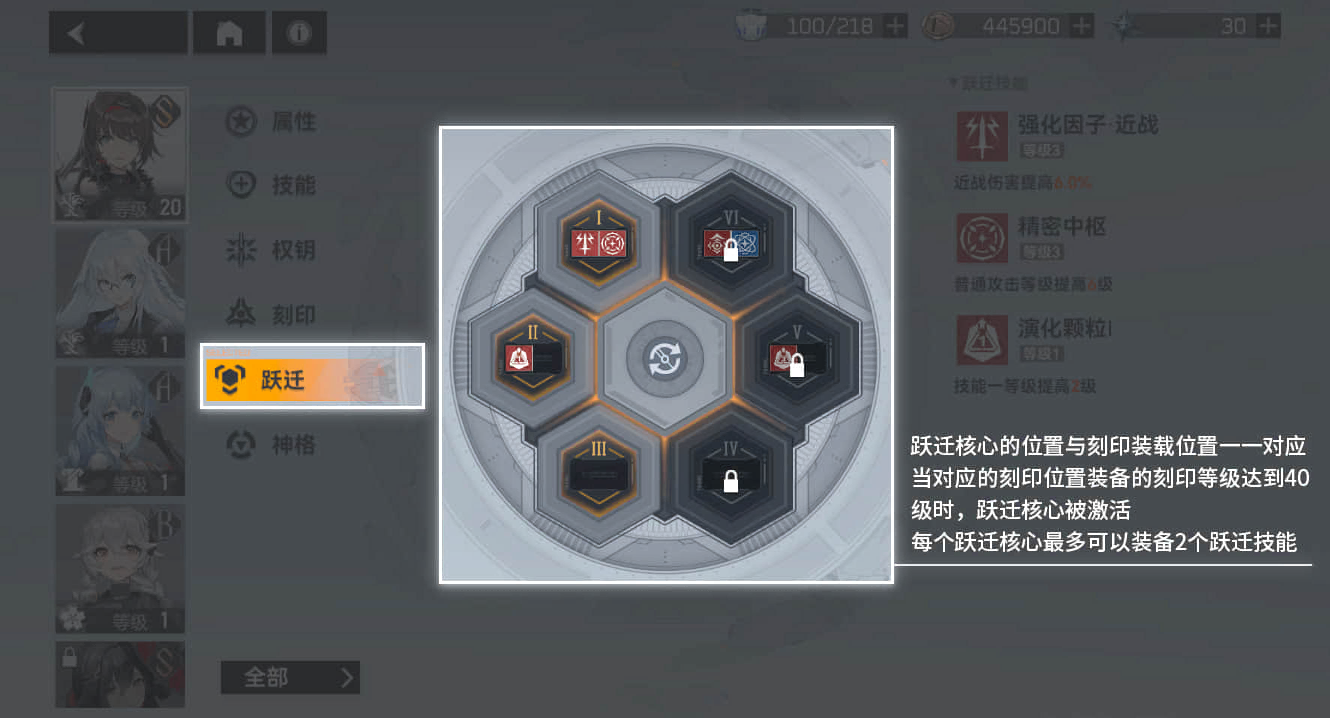 100/218
445900
30
S
等级 20
A
等级 1
A
等级 1
B
等级 1
S
属性
技能
权钥
刻印
跃迁
神格
全部
I
VI
II
V
III
IV
跃迁技能
强化因子·近战
等级3
近战伤害提高6.0%
精密中枢
等级3
普通攻击等级提高6级
演化颗粒I
等级1
技能一等级提高2级
跃迁核心的位置与刻印装载位置一一对应
当对应的刻印位置装备的刻印等级达到40
级时，跃迁核心被激活
每个跃迁核心最多可以装备2个跃迁技能